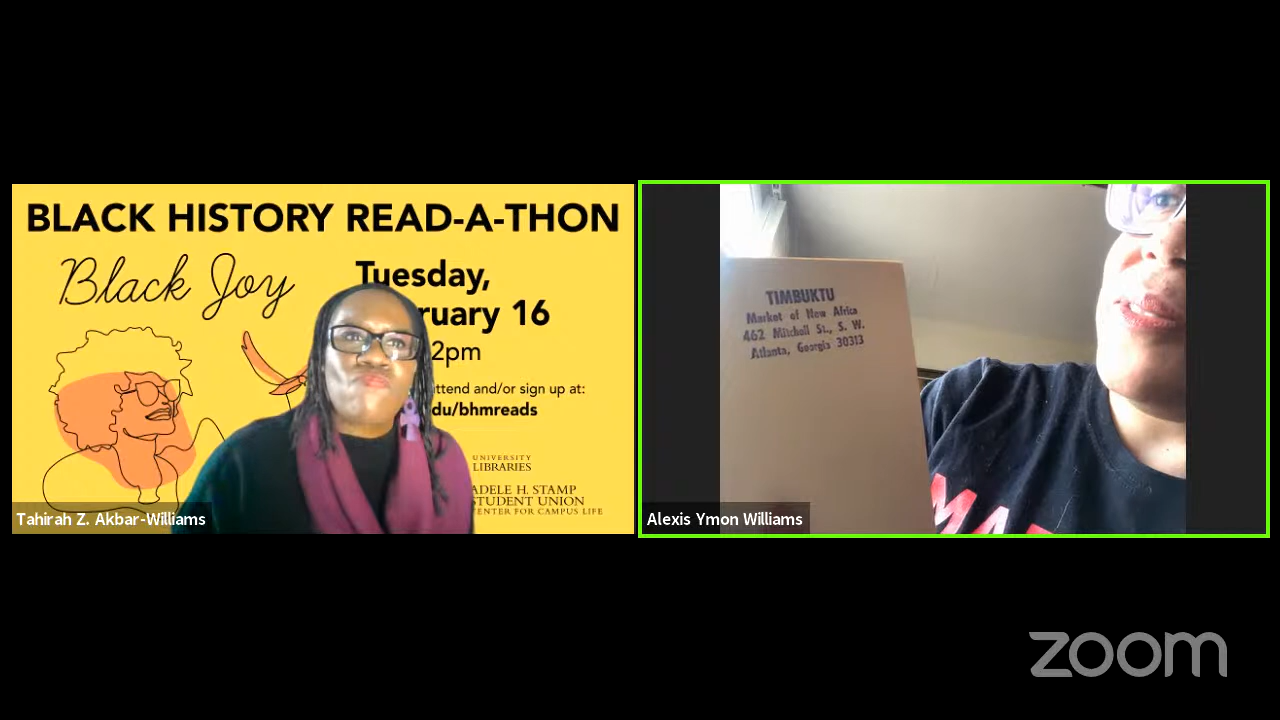 BLACK HISTORY READ-A-THON
Black Joy
Tuesday,
ruary 16
2pm
ttend and/or sign up at:
du/bhmreads
UNIVERSITY
LIBRARIES
ADELE H. STAMP
STUDENT UNION
CENTER FOR CAMPUS LIFE
Tahirah Z. Akbar-Williams
TIMBUKTU
Market of New Africa
462 Mitchell St., S. W.
Atlanta, Georgia 30313
MA
Alexis Ymon Williams
zoom